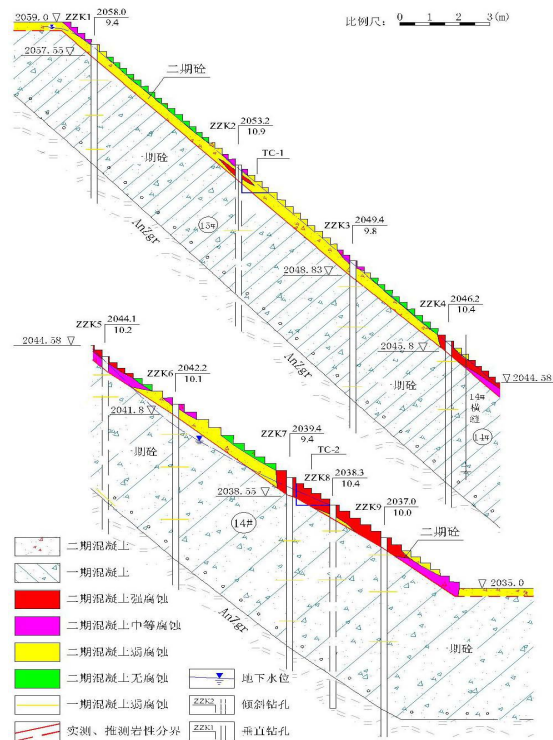 比例尺: 0 1 2 3(m)
2059.0
ZZK1 2058.0
9.4
2057.55
二期砼
ZZK2 2053.2
10.9
TC-1
期砼
15#
AnZgr
ZZK3 2049.4
9.8
2048.83
ZZK4 2046.2
10.4
2045.8
2044.58
14#横缝
14#
期砼
AnZgr
2044.58
ZZK5 2044.1
10.2
ZZK6 2042.2
10.1
2041.8
期砼
ZZK7 2039.4
9.4
TC-2
ZZK8 2038.3
10.4
2038.55
ZZK9 2037.0
10.0
二期砼
14#
2035.0
期砼
AnZgr
二期混凝土
一期混凝土
二期混凝土强腐蚀
二期混凝土中等腐蚀
二期混凝土弱腐蚀
二期混凝土无腐蚀
地下水位
一期混凝土弱腐蚀
ZZK2 倾斜钻孔
实测、推测岩性分界
ZZK1 垂直钻孔